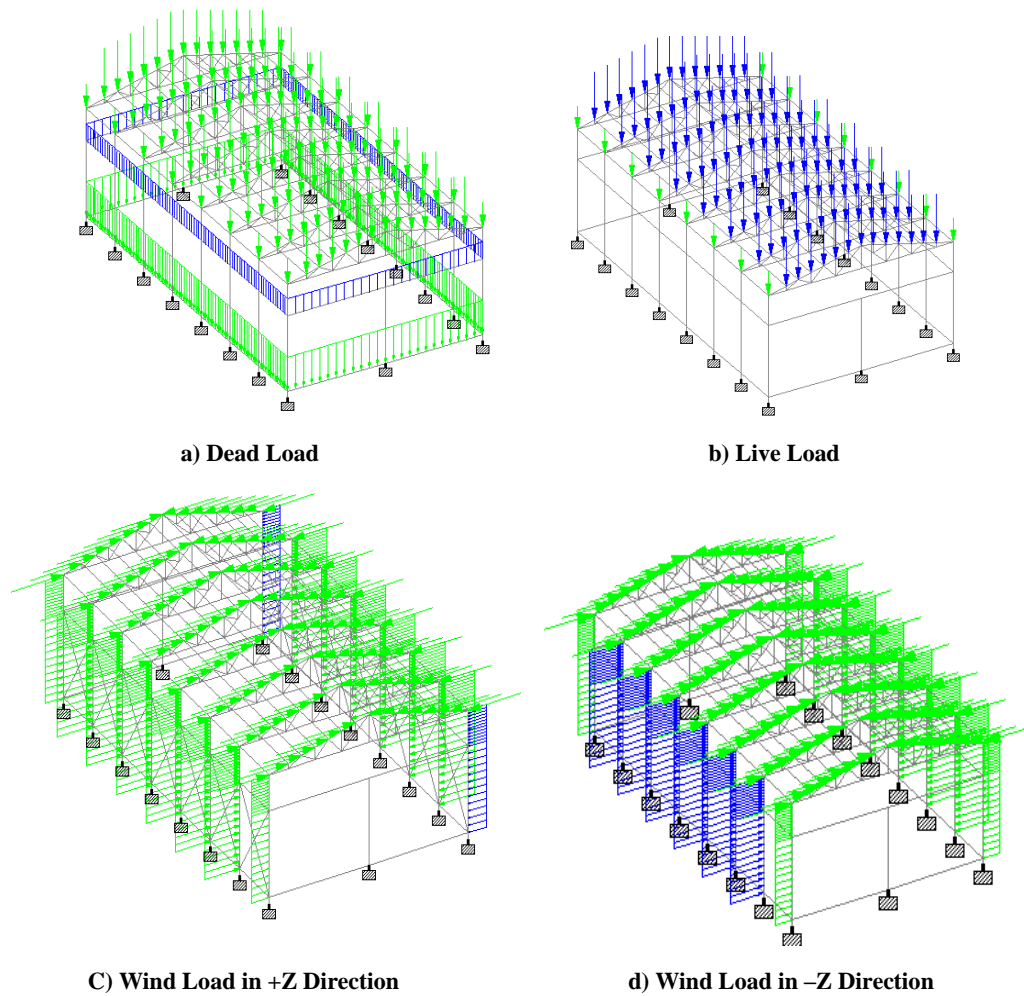 a) Dead Load
b) Live Load
C) Wind Load in +Z Direction
d) Wind Load in –Z Direction